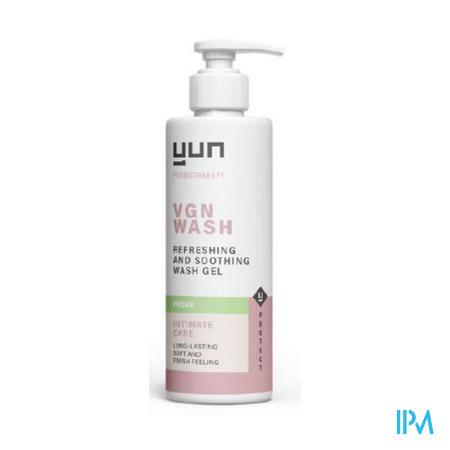 yun
PROBIOTHERAPY
VGN
WASH
REFRESHING
AND SOOTHING
WASH GEL
FRESH
INTIMATE
CARE
LONG-LASTING
SOFT AND
FRESH FEELING
PROTECT
IPM